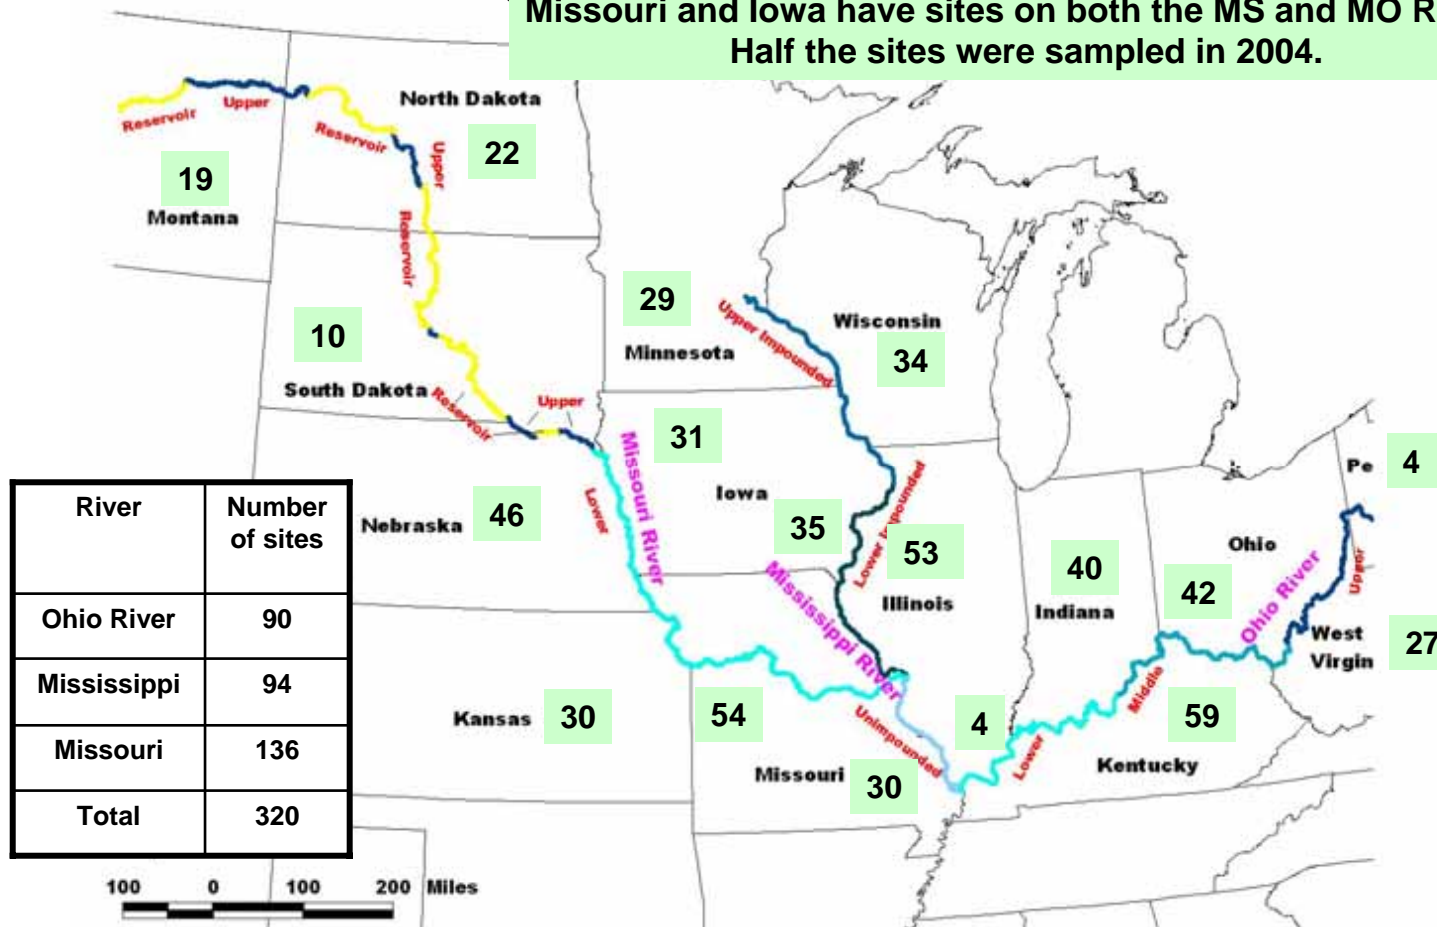 Missouri and Iowa have sites on both the MS and MO R
Half the sites were sampled in 2004.
North Dakota
22
Reservoir
Upper
Reservoir
Upper
19
Montana
Reservoir
29
Minnesota
Upper Impounded
Wisconsin
34
10
South Dakota
Reservoir
Upper
31
Iowa
35
Missouri River
Lower
Nebraska
46
Lower Impounded
53
Illinois
Mississippi River
40
Indiana
Pe
4
Ohio
42
Ohio River
Upper
West
Virgin
27
Kansas
30
54
Missouri
30
Unimpounded
4
Lower
Middle
59
Kentucky
River
Number
of sites
Ohio River
90
Mississippi
94
Missouri
136
Total
320
100
0
100
200
Miles